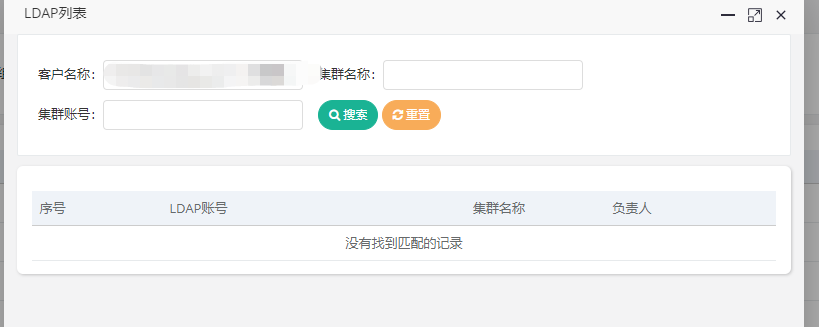 LDAP列表
客户名称： 集群名称：
集群账号： 搜索 重置
序号 LDAP账号 集群名称 负责人
没有找到匹配的记录